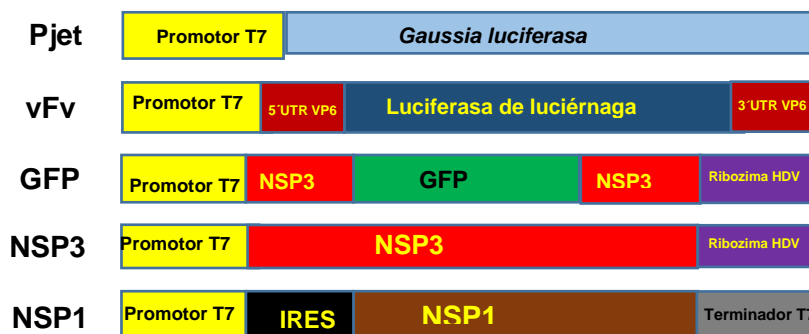 Pjet Promotor T7 Gaussia luciferasa
vFv Promotor T7 5´UTR VP6 Luciferasa de luciérnaga 3´UTR VP6
GFP Promotor T7 NSP3 GFP NSP3 Ribozima HDV
NSP3 Promotor T7 NSP3 Ribozima HDV
NSP1 Promotor T7 IRES NSP1 Terminador